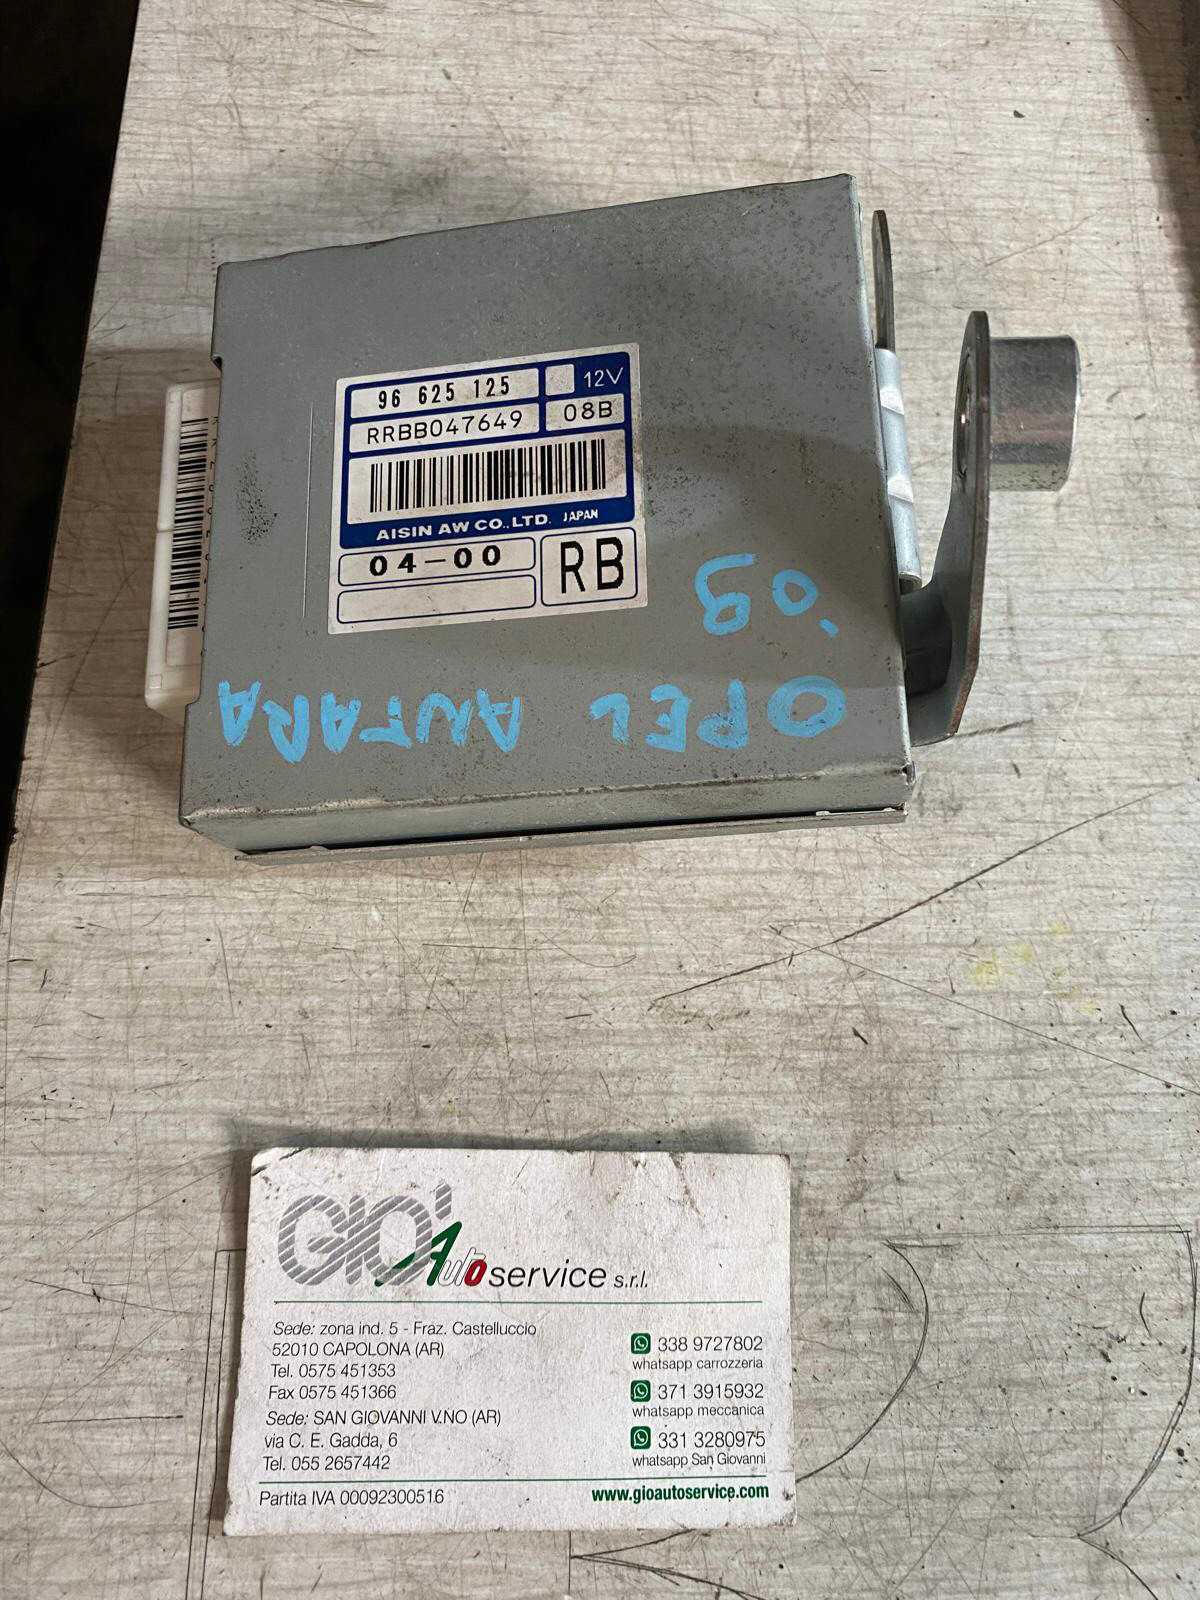 96 625 125
12V
RRBB047649
08B
AISIN AW CO.,LTD. JAPAN
04-00
RB
OPEL ANTARA
'09
GIO' Autoservice s.r.l.
Sede: zona ind. 5 - Fraz. Castelluccio
52010 CAPOLONA (AR)
Tel. 0575 451353
Fax 0575 451366
Sede: SAN GIOVANNI V.NO (AR)
via C. E. Gadda, 6
Tel. 055 2657442
338 9727802
whatsapp carrozzeria
371 3915932
whatsapp meccanica
331 3280975
whatsapp San Giovanni
Partita IVA 00092300516
www.gioautoservice.com